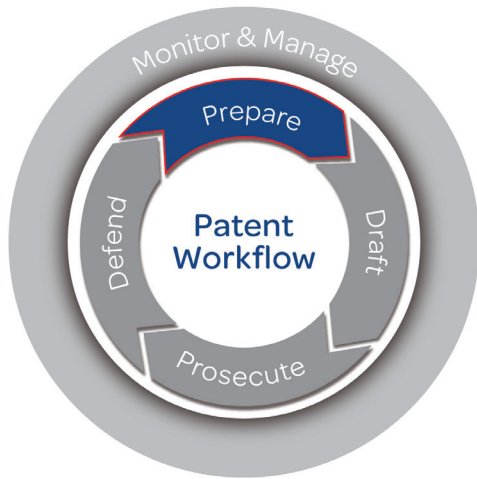 Monitor & Manage
Prepare
Draft
Prosecute
Defend
Patent
Workflow